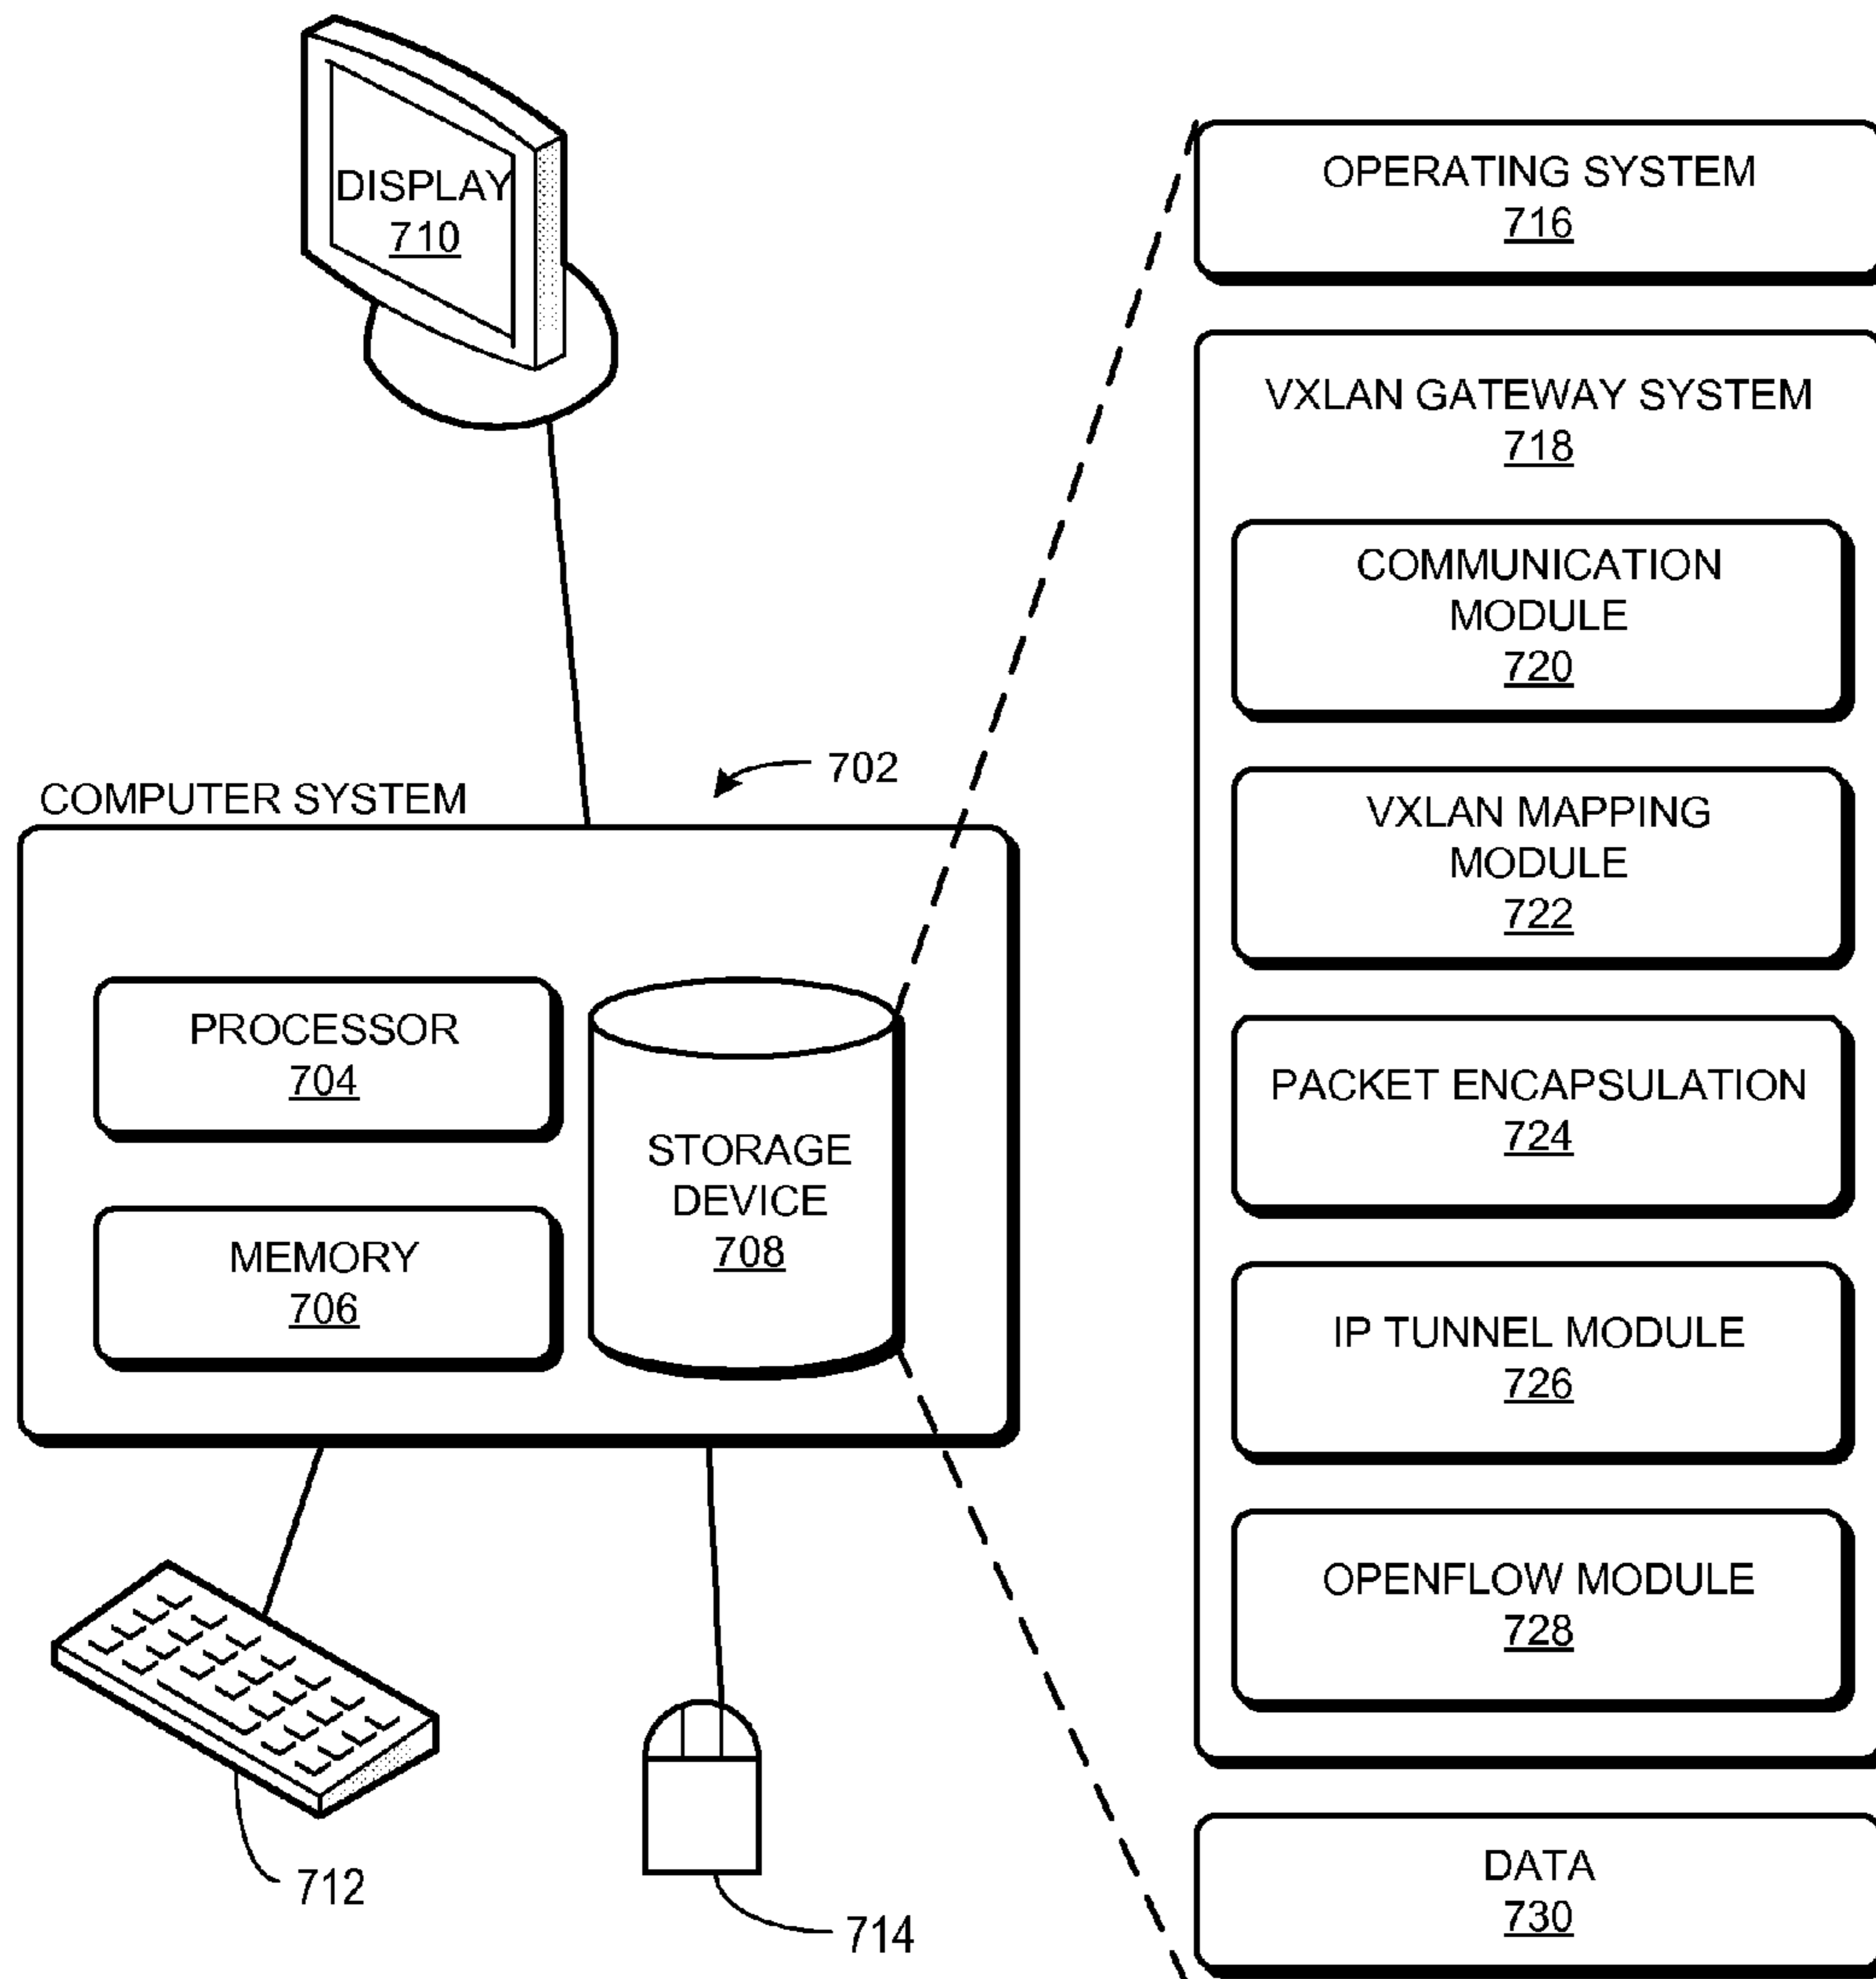 DISPLAY
710
702
COMPUTER SYSTEM
PROCESSOR
704
MEMORY
706
STORAGE
DEVICE
708
712
714
OPERATING SYSTEM
716
VXLAN GATEWAY SYSTEM
718
COMMUNICATION
MODULE
720
VXLAN MAPPING
MODULE
722
PACKET ENCAPSULATION
724
IP TUNNEL MODULE
726
OPENFLOW MODULE
728
DATA
730